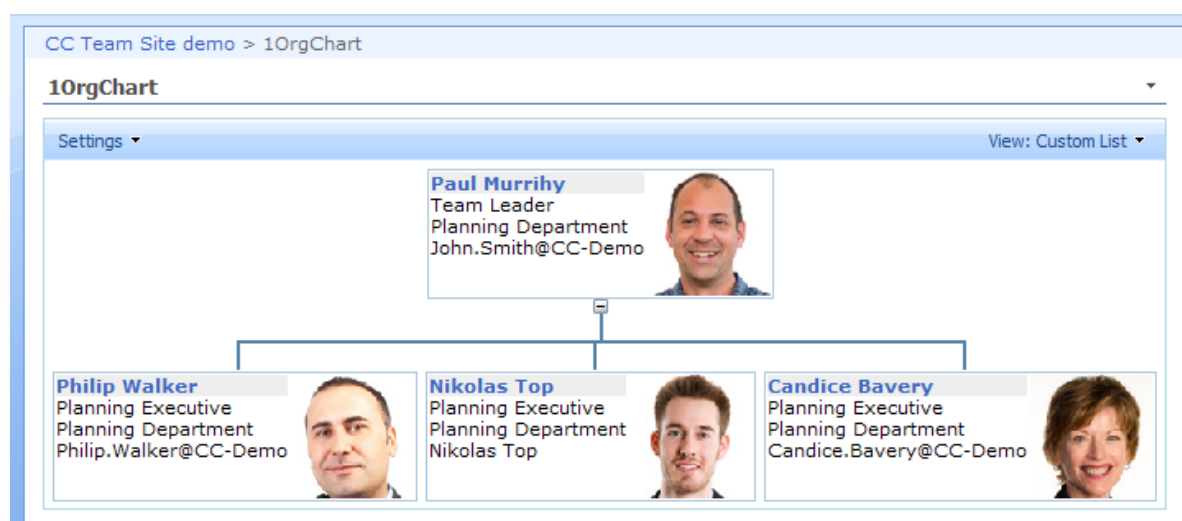 CC Team Site demo > 1OrgChart
1OrgChart
Settings
View: Custom List
Paul Murrihy
Team Leader
Planning Department
John.Smith@CC-Demo
Philip Walker
Planning Executive
Planning Department
Philip.Walker@CC-Demo
Nikolas Top
Planning Executive
Planning Department
Nikolas Top
Candice Bavery
Planning Executive
Planning Department
Candice.Bavery@CC-Demo